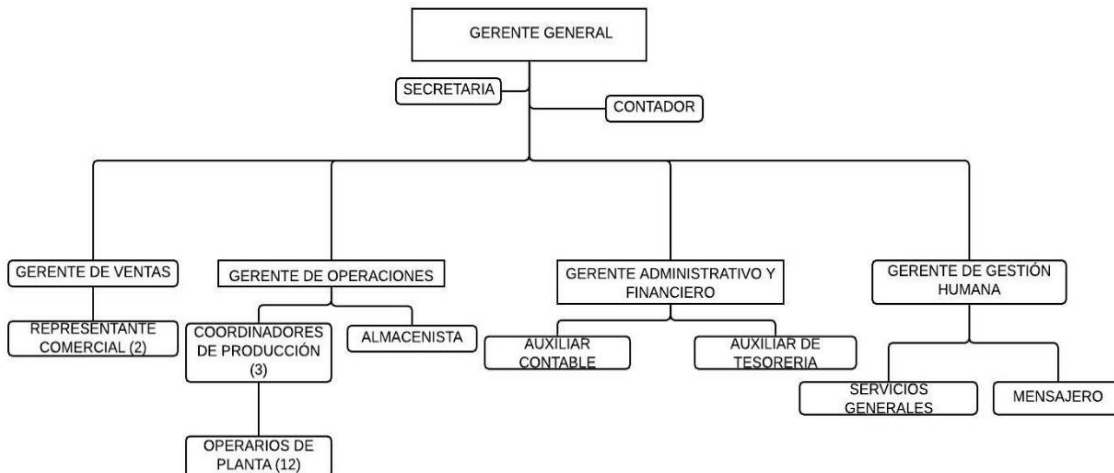 GERENTE GENERAL
SECRETARIA
CONTADOR
GERENTE DE VENTAS
GERENTE DE OPERACIONES
GERENTE ADMINISTRATIVO Y
FINANCIERO
GERENTE DE GESTIÓN
HUMANA
REPRESENTANTE
COMERCIAL (2)
COORDINADORES
DE PRODUCCIÓN
(3)
ALMACENISTA
AUXILIAR
CONTABLE
AUXILIAR DE
TESORERIA
SERVICIOS
GENERALES
MENSAJERO
OPERARIOS DE
PLANTA (12)